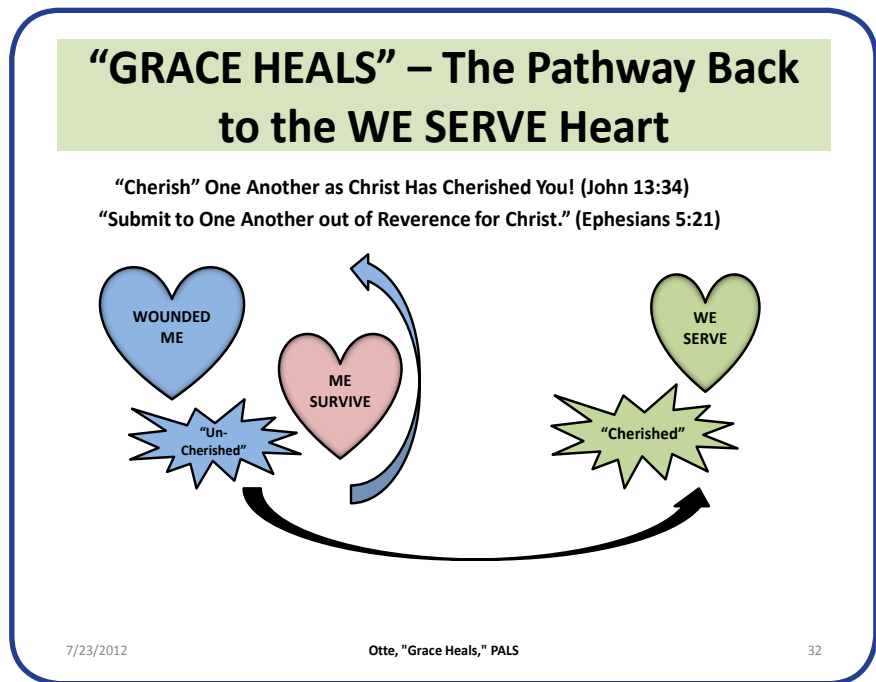 “GRACE HEALS” – The Pathway Back
to the WE SERVE Heart
“Cherish” One Another as Christ Has Cherished You! (John 13:34)
“Submit to One Another out of Reverence for Christ.” (Ephesians 5:21)
WOUNDED
ME
ME
SURVIVE
WE
SERVE
“Un-
Cherished”
“Cherished”
7/23/2012
Otte, "Grace Heals," PALS
32